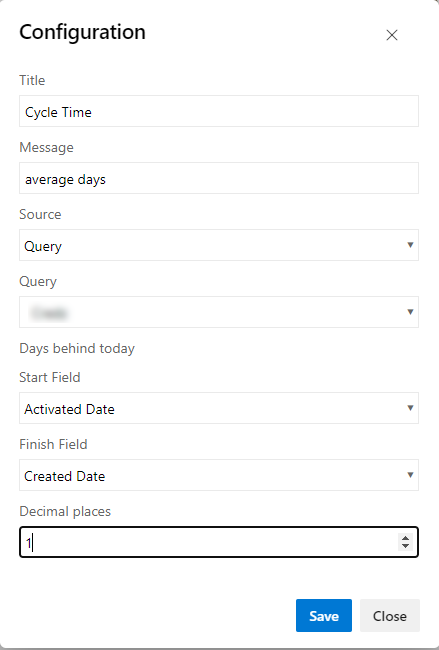 Configuration
Title
Cycle Time
Message
average days
Source
Query
Query
Days behind today
Start Field
Activated Date
Finish Field
Created Date
Decimal places
1
Save Close